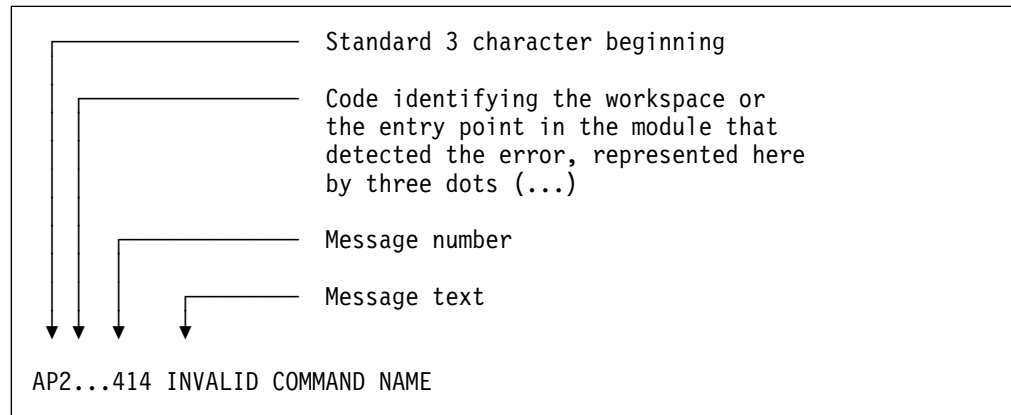 Standard 3 character beginning
Code identifying the workspace or
the entry point in the module that
detected the error, represented here
by three dots (...)
Message number
Message text
AP2...414 INVALID COMMAND NAME